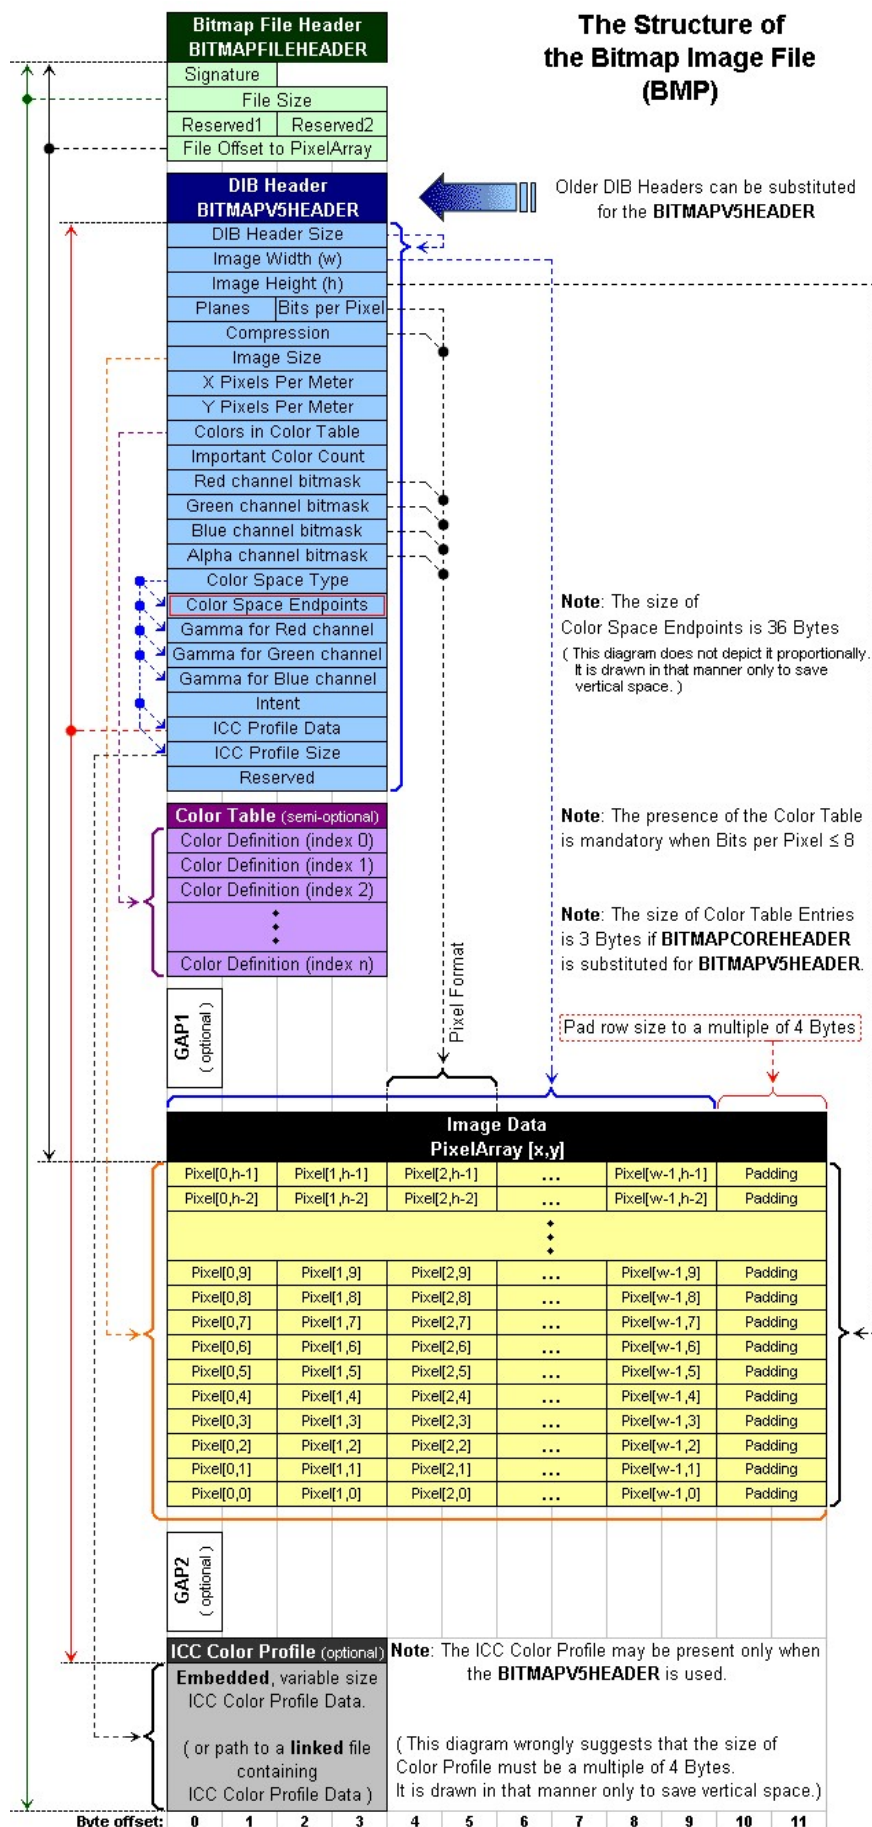 The Structure of
the Bitmap Image File
(BMP)
Bitmap File Header
BITMAPFILEHEADER
Signature
File Size
Reserved1 Reserved2
File Offset to PixelArray
DIB Header
BITMAPV5HEADER
Older DIB Headers can be substituted
for the BITMAPV5HEADER
DIB Header Size
Image Width (w)
Image Height (h)
Planes Bits per Pixel
Compression
Image Size
X Pixels Per Meter
Y Pixels Per Meter
Colors in Color Table
Important Color Count
Red channel bitmask
Green channel bitmask
Blue channel bitmask
Alpha channel bitmask
Color Space Type
Color Space Endpoints
Gamma for Red channel
Gamma for Green channel
Gamma for Blue channel
Intent
ICC Profile Data
ICC Profile Size
Reserved
Note: The size of
Color Space Endpoints is 36 Bytes
( This diagram does not depict it proportionally.
It is drawn in that manner only to save
vertical space. )
Color Table (semi-optional)
Color Definition (index 0)
Color Definition (index 1)
Color Definition (index 2)
Color Definition (index n)
Note: The presence of the Color Table
is mandatory when Bits per Pixel ≤ 8
Note: The size of Color Table Entries
is 3 Bytes if BITMAPCOREHEADER
is substituted for BITMAPV5HEADER.
GAP1
( optional )
Pixel Format
Pad row size to a multiple of 4 Bytes
Image Data
PixelArray [x,y]
Pixel[0,h-1] Pixel[1,h-1] Pixel[2,h-1] ... Pixel[w-1,h-1] Padding
Pixel[0,h-2] Pixel[1,h-2] Pixel[2,h-2] ... Pixel[w-1,h-2] Padding
Pixel[0,9] Pixel[1,9] Pixel[2,9] ... Pixel[w-1,9] Padding
Pixel[0,8] Pixel[1,8] Pixel[2,8] ... Pixel[w-1,8] Padding
Pixel[0,7] Pixel[1,7] Pixel[2,7] ... Pixel[w-1,7] Padding
Pixel[0,6] Pixel[1,6] Pixel[2,6] ... Pixel[w-1,6] Padding
Pixel[0,5] Pixel[1,5] Pixel[2,5] ... Pixel[w-1,5] Padding
Pixel[0,4] Pixel[1,4] Pixel[2,4] ... Pixel[w-1,4] Padding
Pixel[0,3] Pixel[1,3] Pixel[2,3] ... Pixel[w-1,3] Padding
Pixel[0,2] Pixel[1,2] Pixel[2,2] ... Pixel[w-1,2] Padding
Pixel[0,1] Pixel[1,1] Pixel[2,1] ... Pixel[w-1,1] Padding
Pixel[0,0] Pixel[1,0] Pixel[2,0] ... Pixel[w-1,0] Padding
GAP2
( optional )
ICC Color Profile (optional)
Embedded, variable size
ICC Color Profile Data.
( or path to a linked file
containing
ICC Color Profile Data )
Note: The ICC Color Profile may be present only when
the BITMAPV5HEADER is used.
( This diagram wrongly suggests that the size of
Color Profile must be a multiple of 4 Bytes.
It is drawn in that manner only to save vertical space.)
Byte offset: 0 1 2 3 4 5 6 7 8 9 10 11